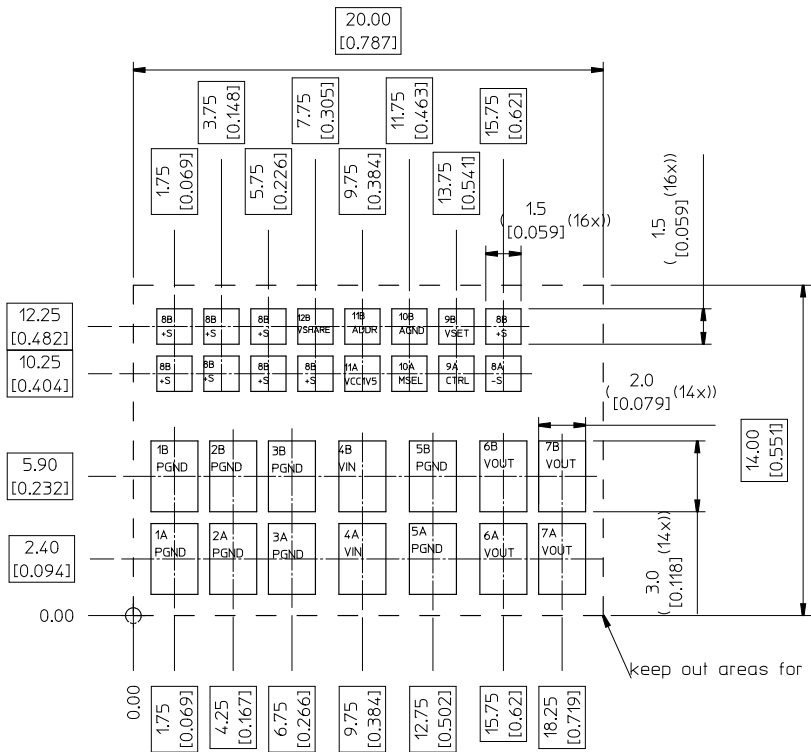 20.00
[0.787]
3.75
[0.148]
7.75
[0.305]
11.75
[0.463]
15.75
[0.62]
1.75
[0.069]
5.75
[0.226]
9.75
[0.384]
13.75
[0.541]
( 1.5 (16x))
[0.059]
( 1.5 (16x))
[0.059]
12.25
[0.482]
8B
+S
8B
+S
8B
+S
12B
VSHARE
11B
ADDR
10B
AGND
9B
VSET
8B
+S
10.25
[0.404]
8B
+S
8B
+S
8B
+S
8B
+S
11A
VCC1V5
10A
MSEL
9A
CTRL
8A
-S
( 2.0 (14x))
[0.079]
14.00
[0.551]
5.90
[0.232]
1B
PGND
2B
PGND
3B
PGND
4B
VIN
5B
PGND
6B
VOUT
7B
VOUT
2.40
[0.094]
1A
PGND
2A
PGND
3A
PGND
4A
VIN
5A
PGND
6A
VOUT
7A
VOUT
( 3.0 (14x))
[0.118]
0.00
keep out areas for
0.00
1.75
[0.069]
4.25
[0.167]
6.75
[0.266]
9.75
[0.384]
12.75
[0.502]
15.75
[0.62]
18.25
[0.719]